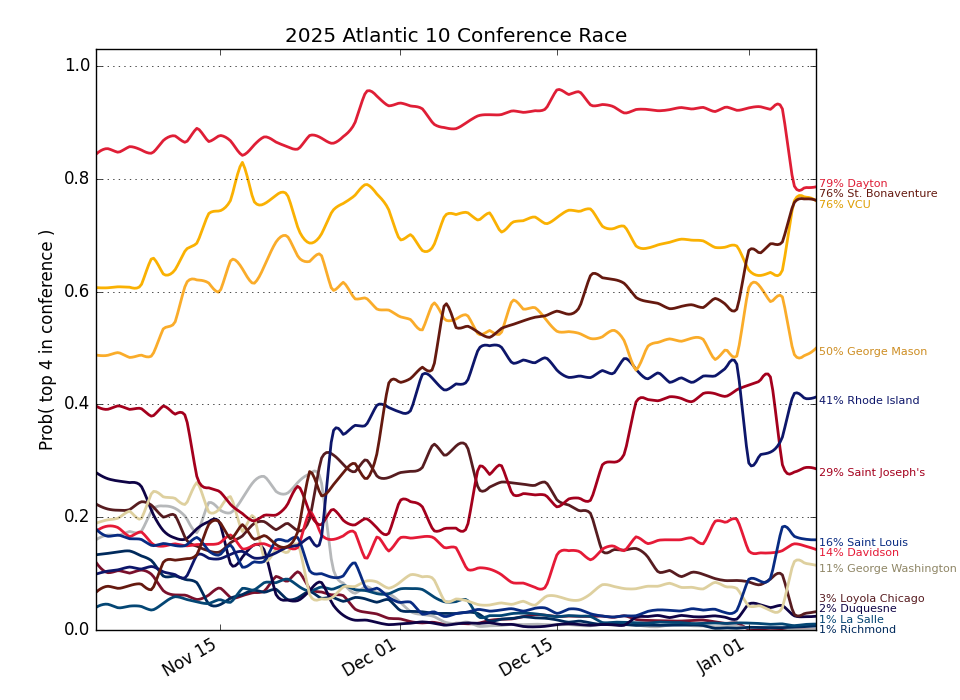 2025 Atlantic 10 Conference Race
Prob( top 4 in conference )
1.0
0.8
0.6
0.4
0.2
0.0
Nov 15
Dec 01
Dec 15
Jan 01
79% Dayton
76% St. Bonaventure
76% VCU
50% George Mason
41% Rhode Island
29% Saint Joseph's
16% Saint Louis
14% Davidson
11% George Washington
3% Loyola Chicago
2% Duquesne
1% La Salle
1% Richmond